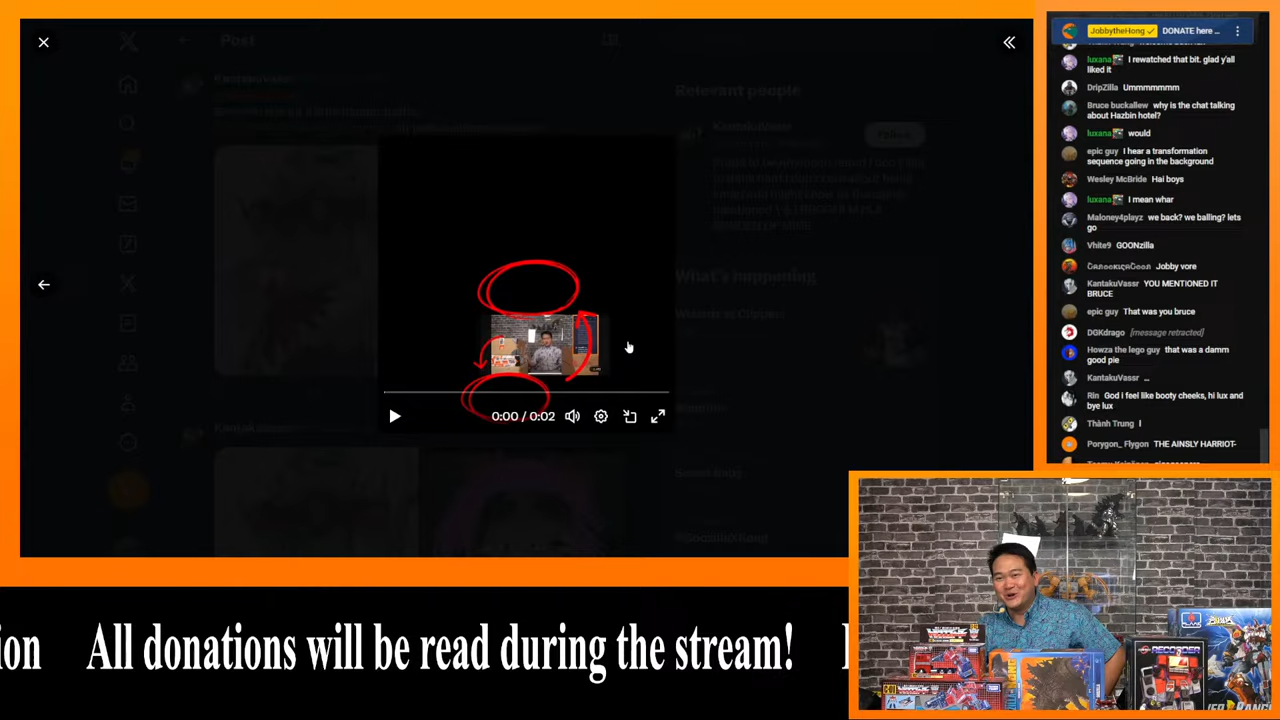 Post
Relevant people
KantakuVassr
Follow
What's happening
0:00 / 0:02
JobbytheHong
DONATE here ...
luxana I rewatched that bit. glad y'all
liked it
DripZilla Ummmmmmm
Bruce buckallew why is the chat talking
about Hazbin hotel?
luxana would
epic guy I hear a transformation
sequence going in the background
Wesley McBride Hai boys
luxana I mean whar
Maloney4playz we back? we balling? lets
go
Vhite9 GOONzilla
Jobby vore
KantakuVassr YOU MENTIONED IT
BRUCE
epic guy That was you bruce
DGKdrago [message retracted]
Howza the lego guy that was a damm
good pie
KantakuVassr ...
Rin God i feel like booty cheeks, hi lux and
bye lux
Thành Trung I
Porygon_ Flygon THE AINSLY HARRIOT-
ion All donations will be read during the stream!
RECORDER